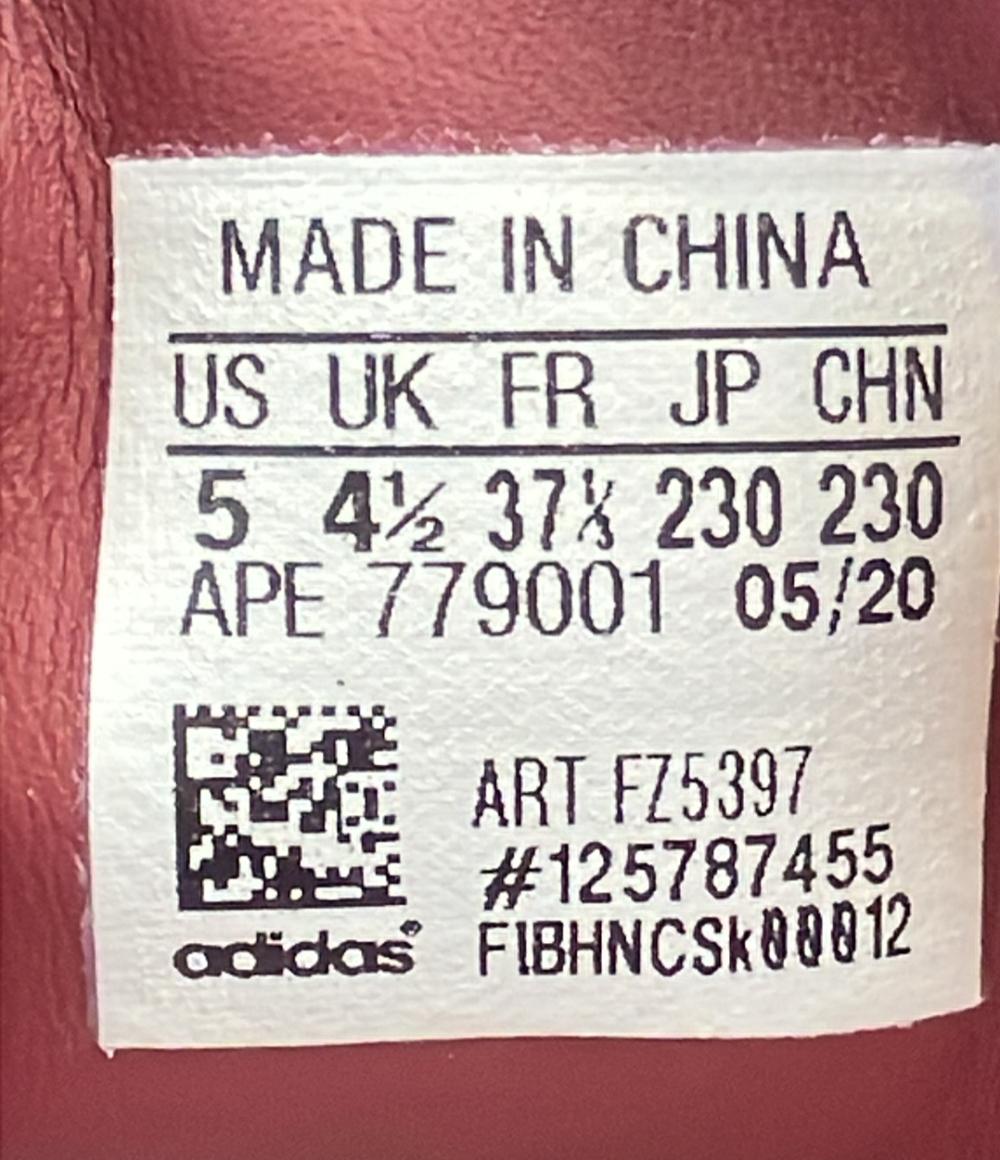 MADE IN CHINA
US UK FR JP CHN
5 4½ 37⅓ 230 230
APE 779001 05/20
ART FZ5397
#125787455
adidas®